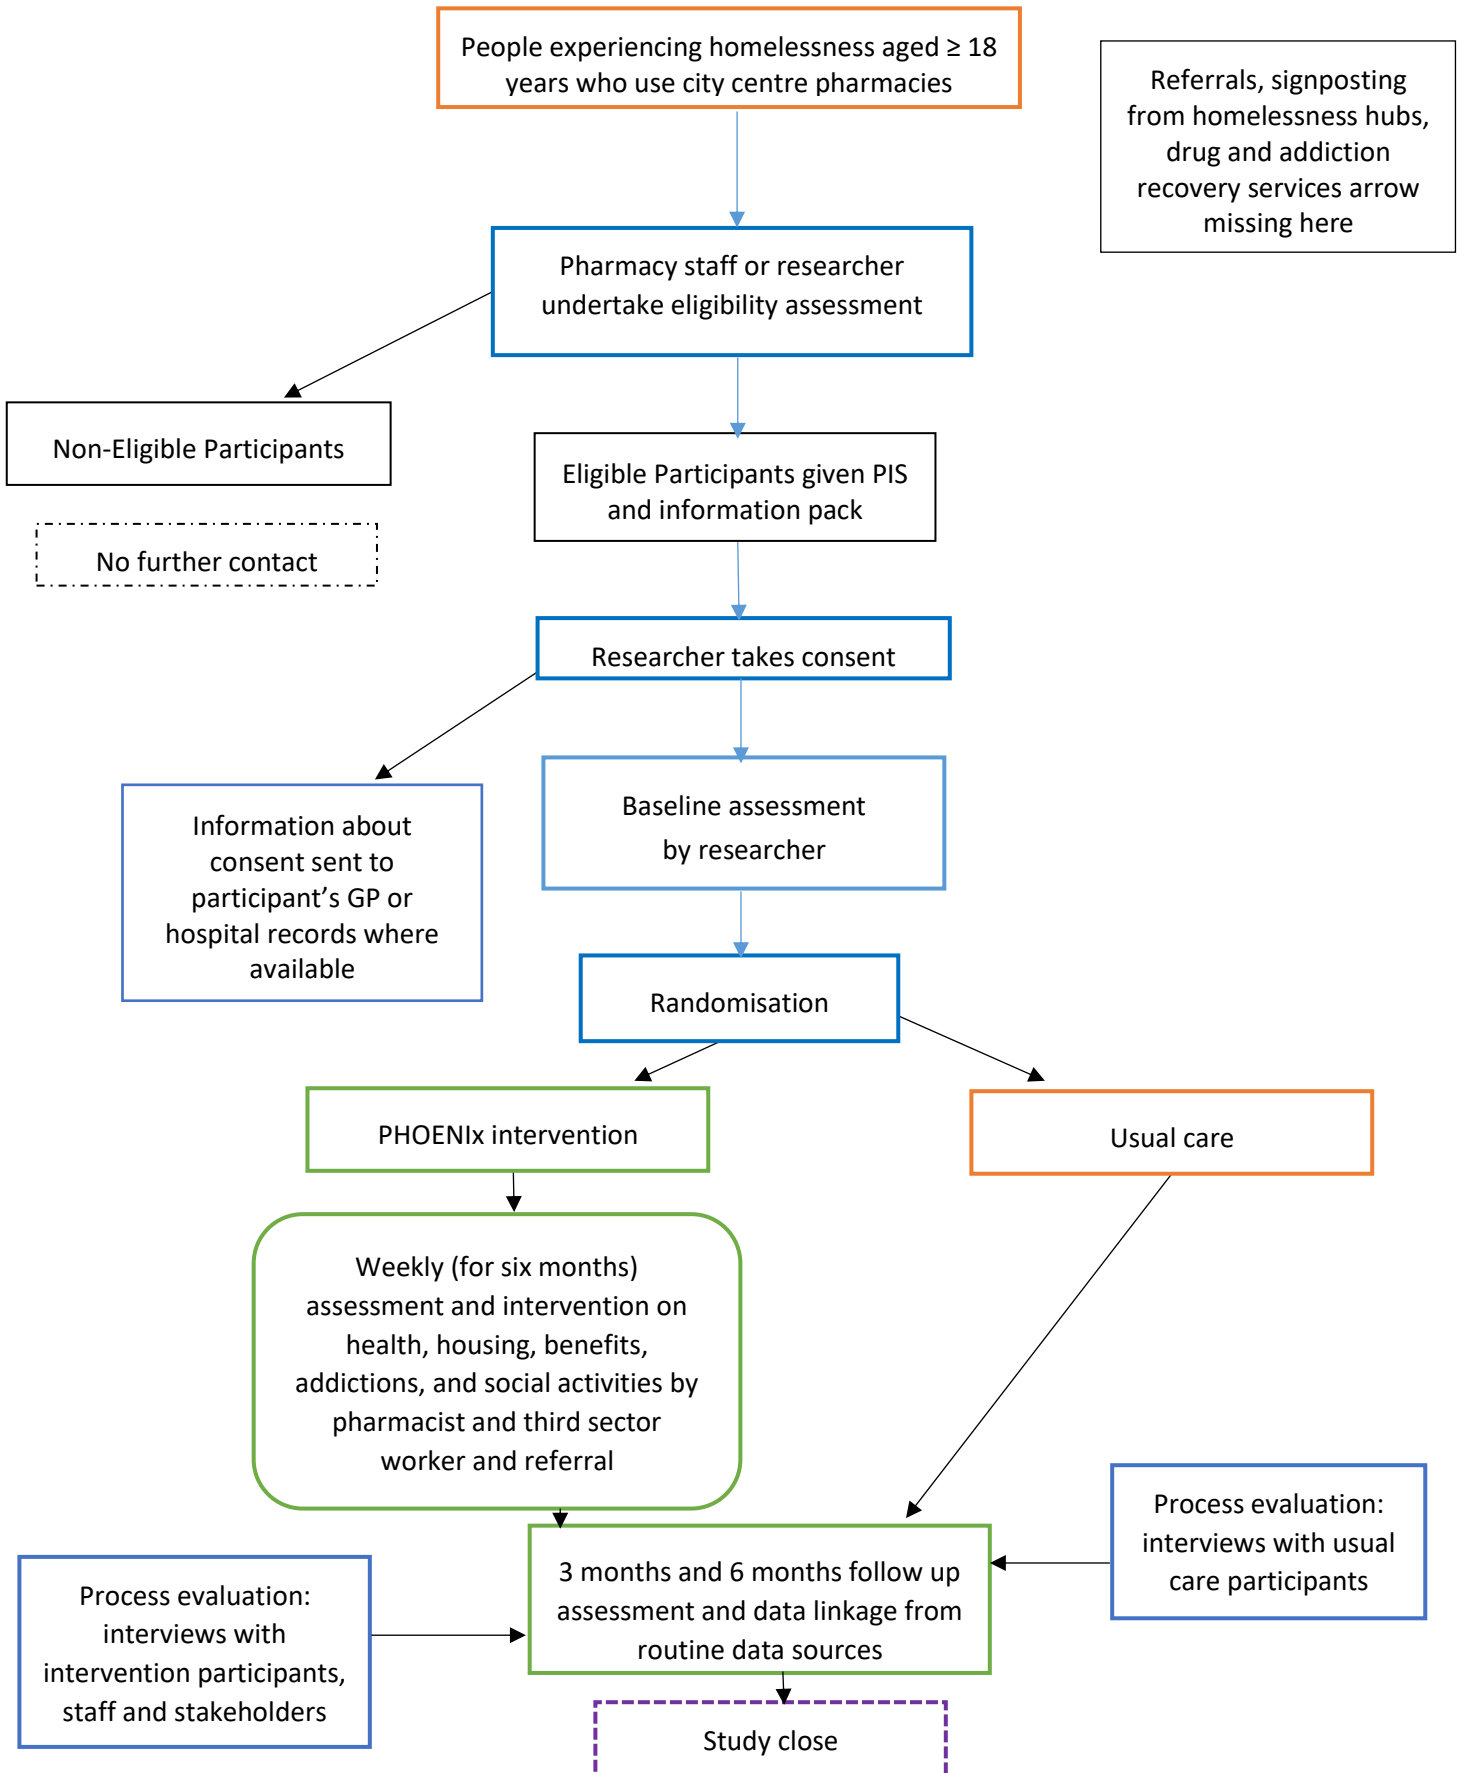 People experiencing homelessness aged ≥ 18
years who use city centre pharmacies
Referrals, signposting
from homelessness hubs,
drug and addiction
recovery services arrow
missing here
Pharmacy staff or researcher
undertake eligibility assessment
Non-Eligible Participants
Eligible Participants given PIS
and information pack
No further contact
Researcher takes consent
Information about
consent sent to
participant’s GP or
hospital records where
available
Baseline assessment
by researcher
Randomisation
PHOENIx intervention
Usual care
Weekly (for six months)
assessment and intervention on
health, housing, benefits,
addictions, and social activities by
pharmacist and third sector
worker and referral
Process evaluation:
interviews with usual
care participants
3 months and 6 months follow up
assessment and data linkage from
routine data sources
Process evaluation:
interviews with
intervention participants,
staff and stakeholders
Study close